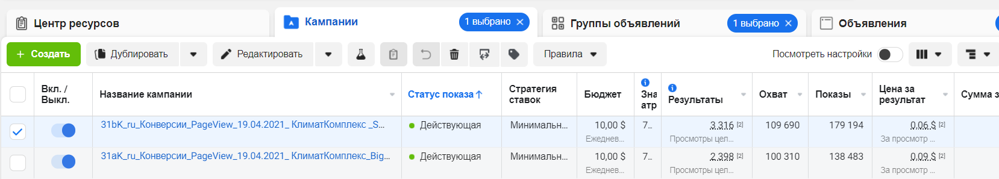 Центр ресурсов
Кампании
1 выбрано
Группы объявлений
1 выбрано
Объявления
+ Создать
Дублировать
Редактировать
Правила
Посмотреть настройки
Вкл. /
Выкл.
Название кампании
Статус показа↑
Стратегия
ставок
Бюджет
Зна
атр
Результаты
Охват
Показы
Цена за
результат
Сумма з
31bK_ru_Конверсии_PageView_19.04.2021_ КлиматКомплекс _S...
Действующая
Минимальн...
10,00 $
Ежеднев...
7..
3 316 [2]
Просмотры цел...
109 690
179 194
0,06 $ [2]
За просмотр ...
31aK_ru_Конверсии_PageView_19.04.2021_ КлиматКомплекс_Big...
Действующая
Минимальн...
10,00 $
Ежеднев...
7..
2 398 [2]
Просмотры цел...
100 310
138 483
0,09 $ [2]
За просмотр ...